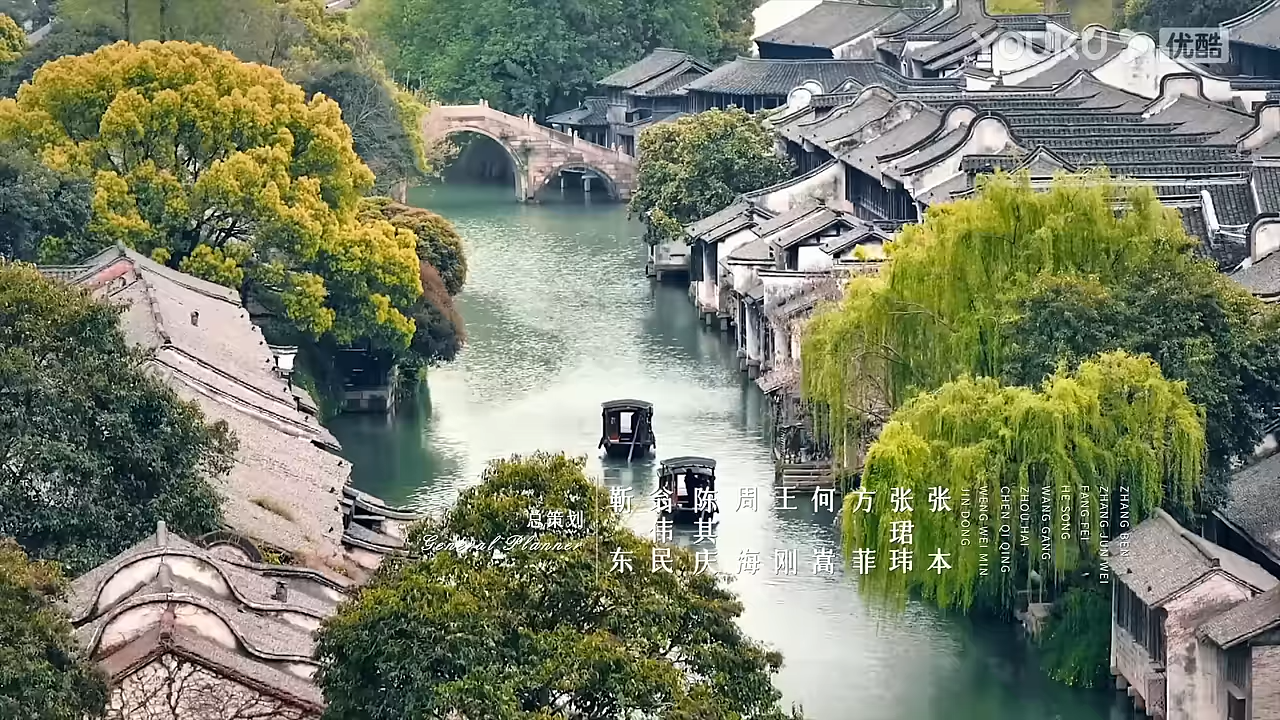 YOUKU 优酷
总策划
General Planner
靳东
翁伟民
陈其庆
周海
王刚
何嵩
方菲
张珺玮
张本
JIN DONG
WENG WEI MIN
CHEN QI QING
ZHOU HAI
WANG GANG
HE SONG
FANG FEI
ZHANG JUN WEI
ZHANG BEN